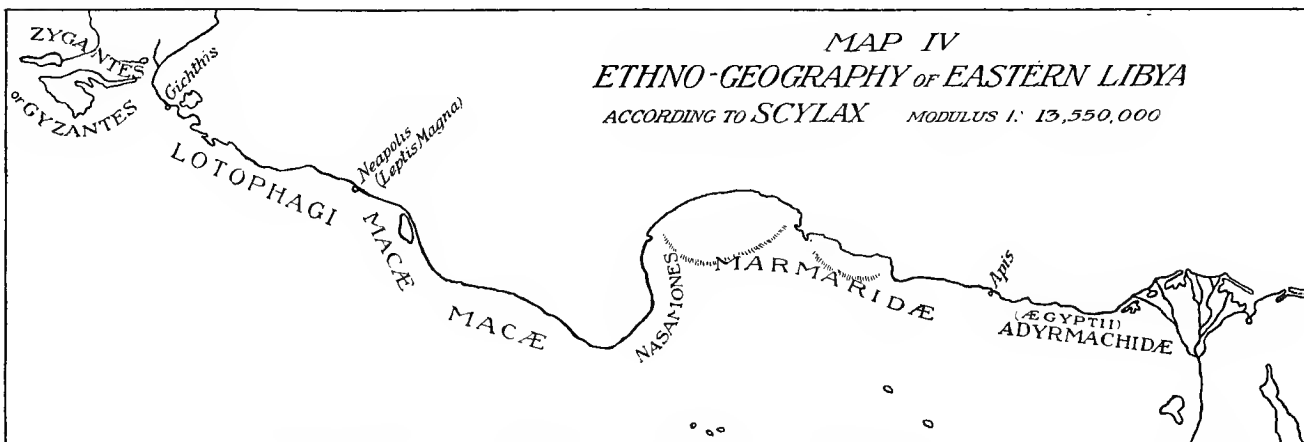 MAP IV
ETHNO-GEOGRAPHY OF EASTERN LIBYA
ACCORDING TO SCYLAX MODULUS 1: 13,550,000
ZYGANTES
or GYZANTES
Gichthis
LOTOPHAGI
Neapolis
(Leptis Magna)
MACÆ
MACÆ
NASAMONES
MARMARIDÆ
Apis
(ÆGYPTII)
ADYRMACHIDÆ